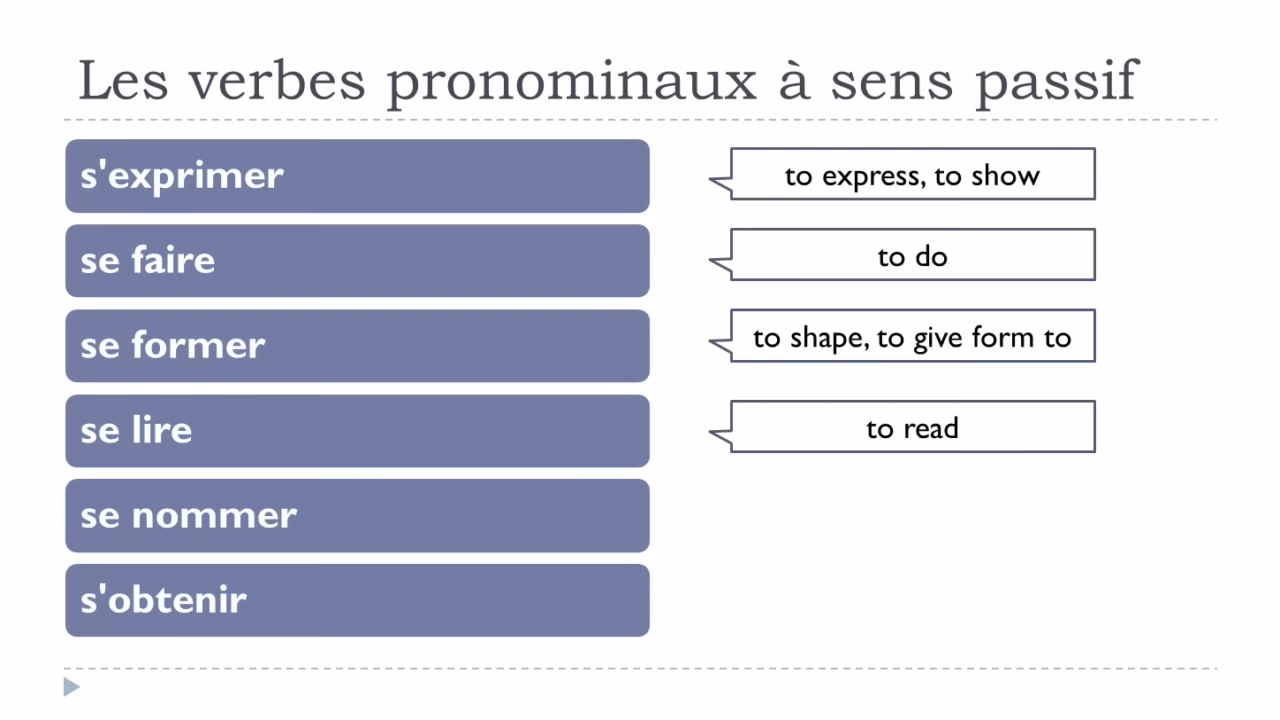 Les verbes pronominaux à sens passif
s'exprimer
to express, to show
se faire
to do
se former
to shape, to give form to
se lire
to read
se nommer
s'obtenir